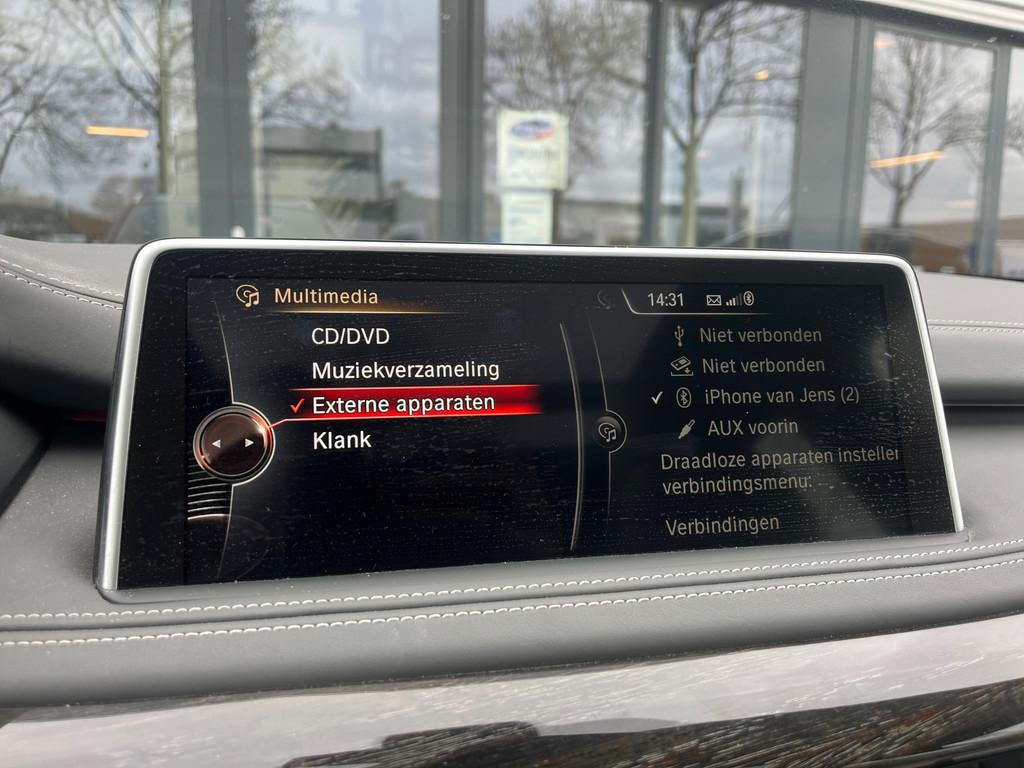 Multimedia
CD/DVD
Muziekverzameling
Externe apparaten
Klank
14:31
Niet verbonden
Niet verbonden
iPhone van Jens (2)
AUX voorin
Draadloze apparaten instellen
verbindingsmenu:
Verbindingen